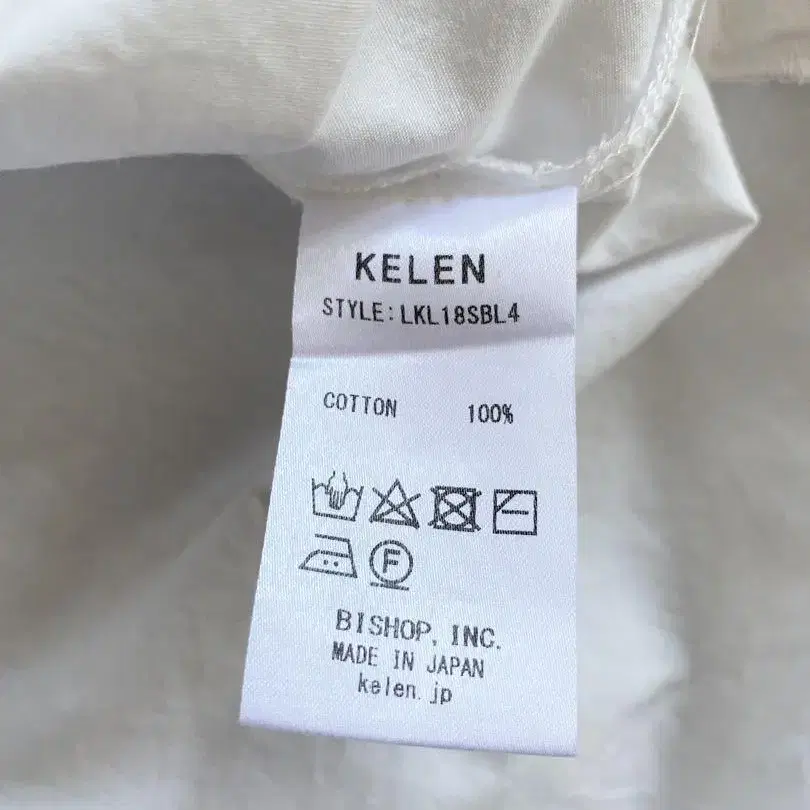 KELEN
STYLE:LKL18SBL4
COTTON 100%
F
BISHOP, INC.
MADE IN JAPAN
kelen.jp